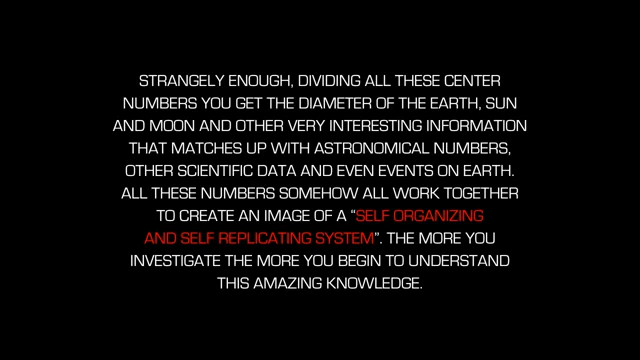 STRANGELY ENOUGH, DIVIDING ALL THESE CENTER
NUMBERS YOU GET THE DIAMETER OF THE EARTH, SUN
AND MOON AND OTHER VERY INTERESTING INFORMATION
THAT MATCHES UP WITH ASTRONOMICAL NUMBERS,
OTHER SCIENTIFIC DATA AND EVEN EVENTS ON EARTH.
ALL THESE NUMBERS SOMEHOW ALL WORK TOGETHER
TO CREATE AN IMAGE OF A “SELF ORGANIZING
AND SELF REPLICATING SYSTEM”. THE MORE YOU
INVESTIGATE THE MORE YOU BEGIN TO UNDERSTAND
THIS AMAZING KNOWLEDGE.